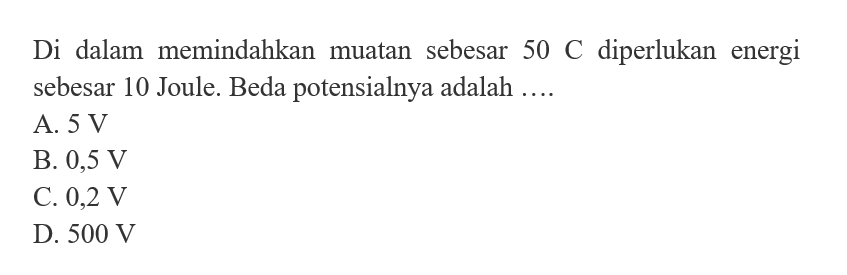 Di dalam memindahkan muatan sebesar 50 C diperlukan energi
sebesar 10 Joule. Beda potensialnya adalah ....
A. 5 V
B. 0,5 V
C. 0,2 V
D. 500 V